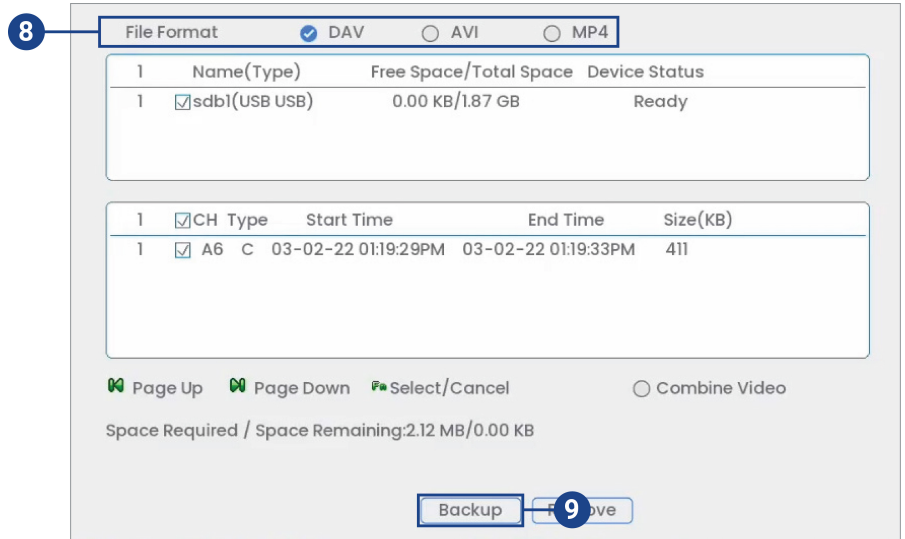 8 File Format DAV AVI MP4
1 Name(Type) Free Space/Total Space Device Status
1 sdb1(USB USB) 0.00 KB/1.87 GB Ready
1 CH Type Start Time End Time Size(KB)
1 A6 C 03-02-22 01:19:29PM 03-02-22 01:19:33PM 411
Page Up Page Down Fn Select/Cancel Combine Video
Space Required / Space Remaining:2.12 MB/0.00 KB
Backup 9